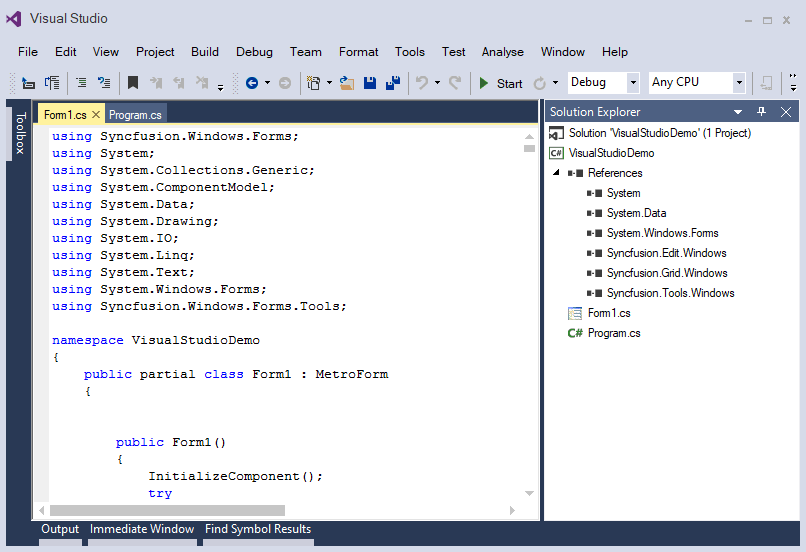 Visual Studio
File Edit View Project Build Debug Team Format Tools Test Analyse Window Help
Start Debug Any CPU
Toolbox
Form1.cs Program.cs
using Syncfusion.Windows.Forms;
using System;
using System.Collections.Generic;
using System.ComponentModel;
using System.Data;
using System.Drawing;
using System.IO;
using System.Linq;
using System.Text;
using System.Windows.Forms;
using Syncfusion.Windows.Forms.Tools;
namespace VisualStudioDemo
{
public partial class Form1 : MetroForm
{
public Form1()
{
InitializeComponent();
try
Solution Explorer
Solution 'VisualStudioDemo' (1 Project)
C# VisualStudioDemo
References
System
System.Data
System.Windows.Forms
Syncfusion.Edit.Windows
Syncfusion.Grid.Windows
Syncfusion.Tools.Windows
Form1.cs
C# Program.cs
Output Immediate Window Find Symbol Results